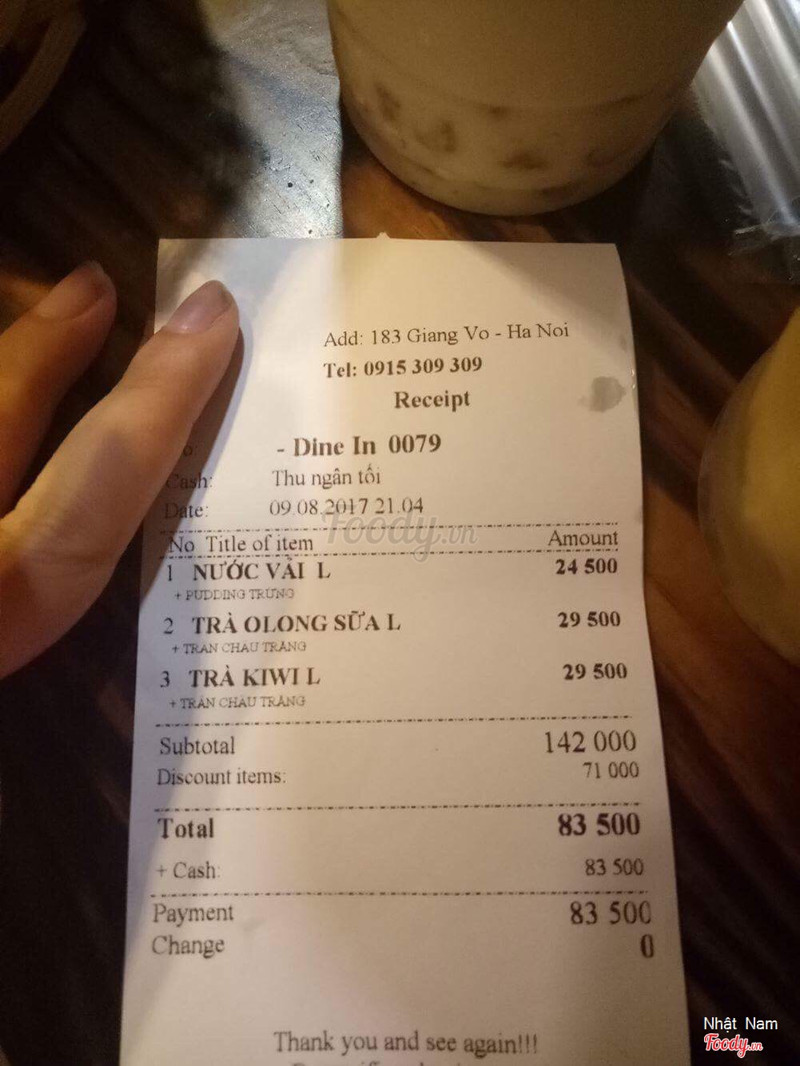 Add: 183 Giang Vo - Ha Noi
Tel: 0915 309 309
Receipt
- Dine In 0079
Cash: Thu ngân tối
Date: 09.08.2017 21.04
Foody.vn
No Title of item Amount
1 NƯỚC VẢI L 24 500
+ PUDDING TRỨNG
2 TRÀ OLONG SỮA L 29 500
+ TRÂN CHÂU TRẮNG
3 TRÀ KIWI L 29 500
+ TRÂN CHÂU TRẮNG
Subtotal 142 000
Discount items: 71 000
Total 83 500
+ Cash: 83 500
Payment 83 500
Change 0
Thank you and see again!!!
Nhật Nam
Foody.vn